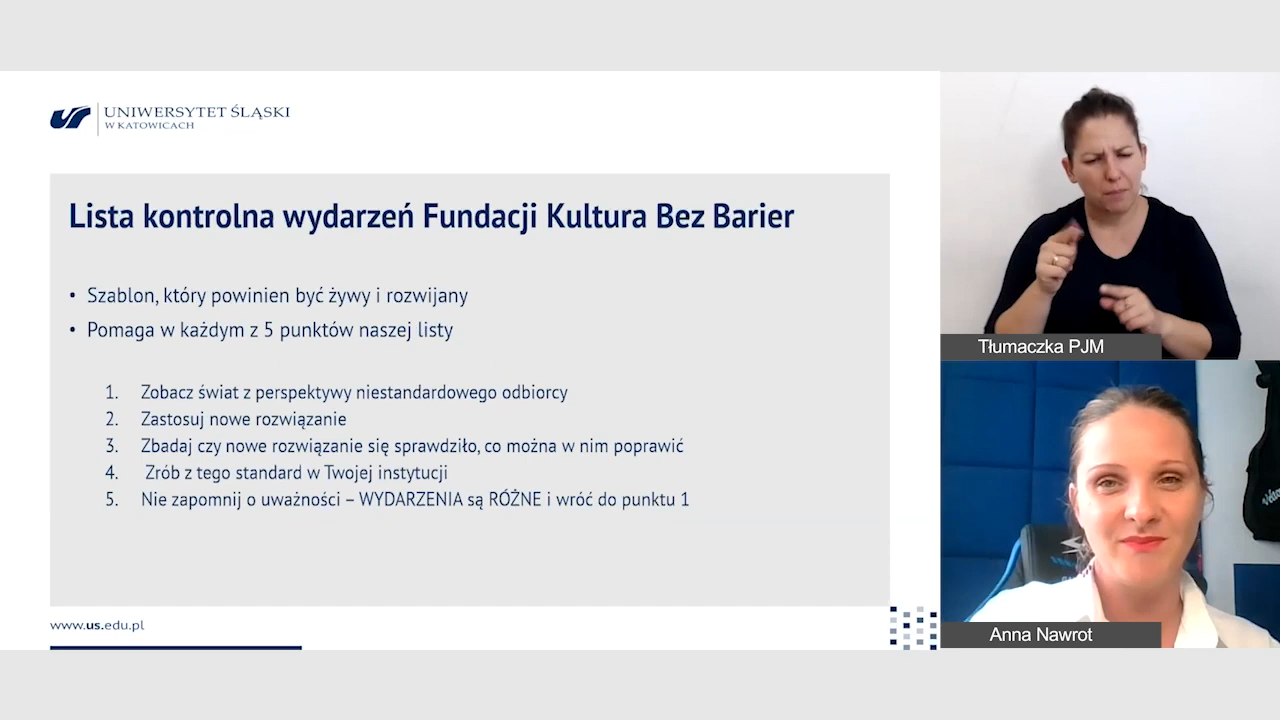 UNIWERSYTET ŚLĄSKI
W KATOWICACH
Lista kontrolna wydarzeń Fundacji Kultura Bez Barier
• Szablon, który powinien być żywy i rozwijany
• Pomaga w każdym z 5 punktów naszej listy
1. Zobacz świat z perspektywy niestandardowego odbiorcy
2. Zastosuj nowe rozwiązanie
3. Zbadaj czy nowe rozwiązanie się sprawdziło, co można w nim poprawić
4. Zrób z tego standard w Twojej instytucji
5. Nie zapomnij o uważności – WYDARZENIA są RÓŻNE i wróć do punktu 1
www.us.edu.pl
Tłumaczka PJM
Anna Nawrot